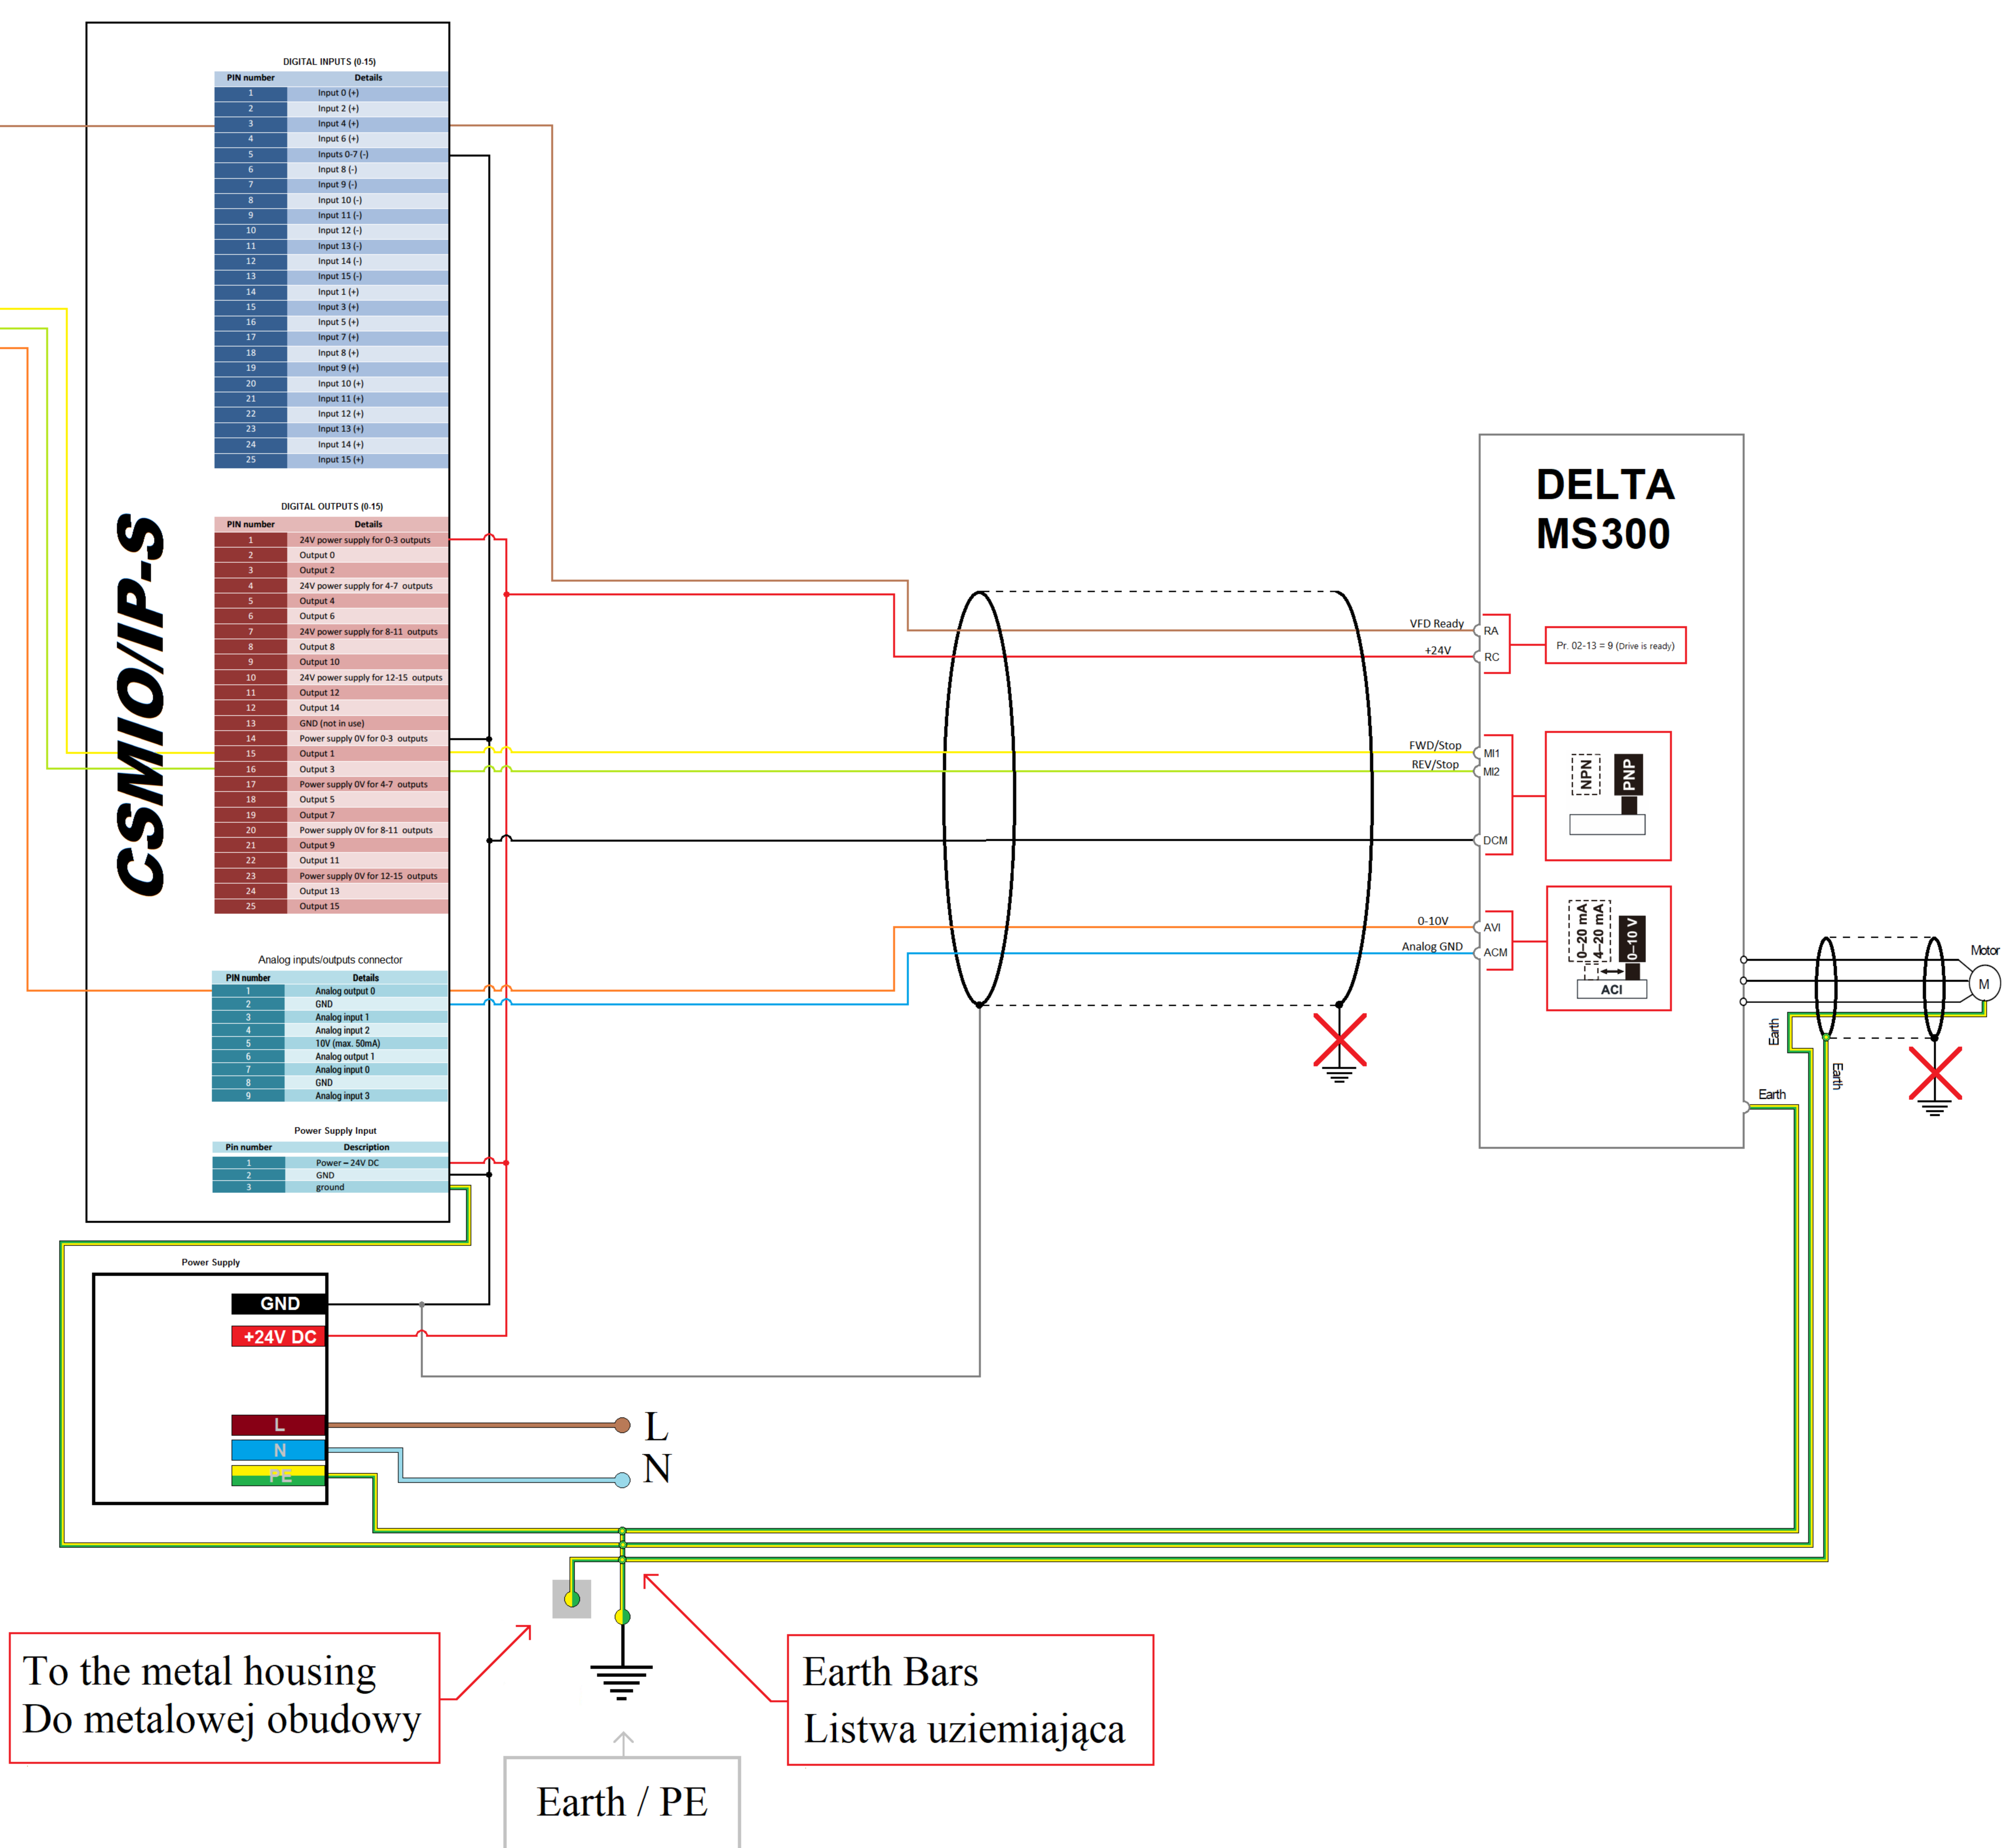 DIGITAL INPUTS (0-15)
PIN number Details
1 Input 0 (+)
2 Input 2 (+)
3 Input 4 (+)
4 Input 6 (+)
5 Inputs 0-7 (-)
6 Input 8 (-)
7 Input 9 (-)
8 Input 10 (-)
9 Input 11 (-)
10 Input 12 (-)
11 Input 13 (-)
12 Input 14 (-)
13 Input 15 (-)
14 Input 1 (+)
15 Input 3 (+)
16 Input 5 (+)
17 Input 7 (+)
18 Input 8 (+)
19 Input 9 (+)
20 Input 10 (+)
21 Input 11 (+)
22 Input 12 (+)
23 Input 13 (+)
24 Input 14 (+)
25 Input 15 (+)
CSMIO/IP-S
DIGITAL OUTPUTS (0-15)
PIN number Details
1 24V power supply for 0-3 outputs
2 Output 0
3 Output 2
4 24V power supply for 4-7 outputs
5 Output 4
6 Output 6
7 24V power supply for 8-11 outputs
8 Output 8
9 Output 10
10 24V power supply for 12-15 outputs
11 Output 12
12 Output 14
13 GND (not in use)
14 Power supply 0V for 0-3 outputs
15 Output 1
16 Output 3
17 Power supply 0V for 4-7 outputs
18 Output 5
19 Output 7
20 Power supply 0V for 8-11 outputs
21 Output 9
22 Output 11
23 Power supply 0V for 12-15 outputs
24 Output 13
25 Output 15
Analog inputs/outputs connector
PIN number Details
1 Analog output 0
2 GND
3 Analog input 1
4 Analog input 2
5 10V (max. 50mA)
6 Analog output 1
7 Analog input 0
8 GND
9 Analog input 3
Power Supply Input
Pin number Description
1 Power – 24V DC
2 GND
3 ground
Power Supply
GND
+24V DC
L
N
PE
L
N
DELTA
MS300
VFD Ready RA
+24V RC
Pr. 02-13 = 9 (Drive is ready)
FWD/Stop MI1
REV/Stop MI2
DCM
NPN
PNP
0-10V AVI
Analog GND ACM
0–20 mA
4–20 mA
0–10 V
ACI
Motor
M
Earth
Earth
Earth
To the metal housing
Do metalowej obudowy
Earth Bars
Listwa uziemiająca
Earth / PE